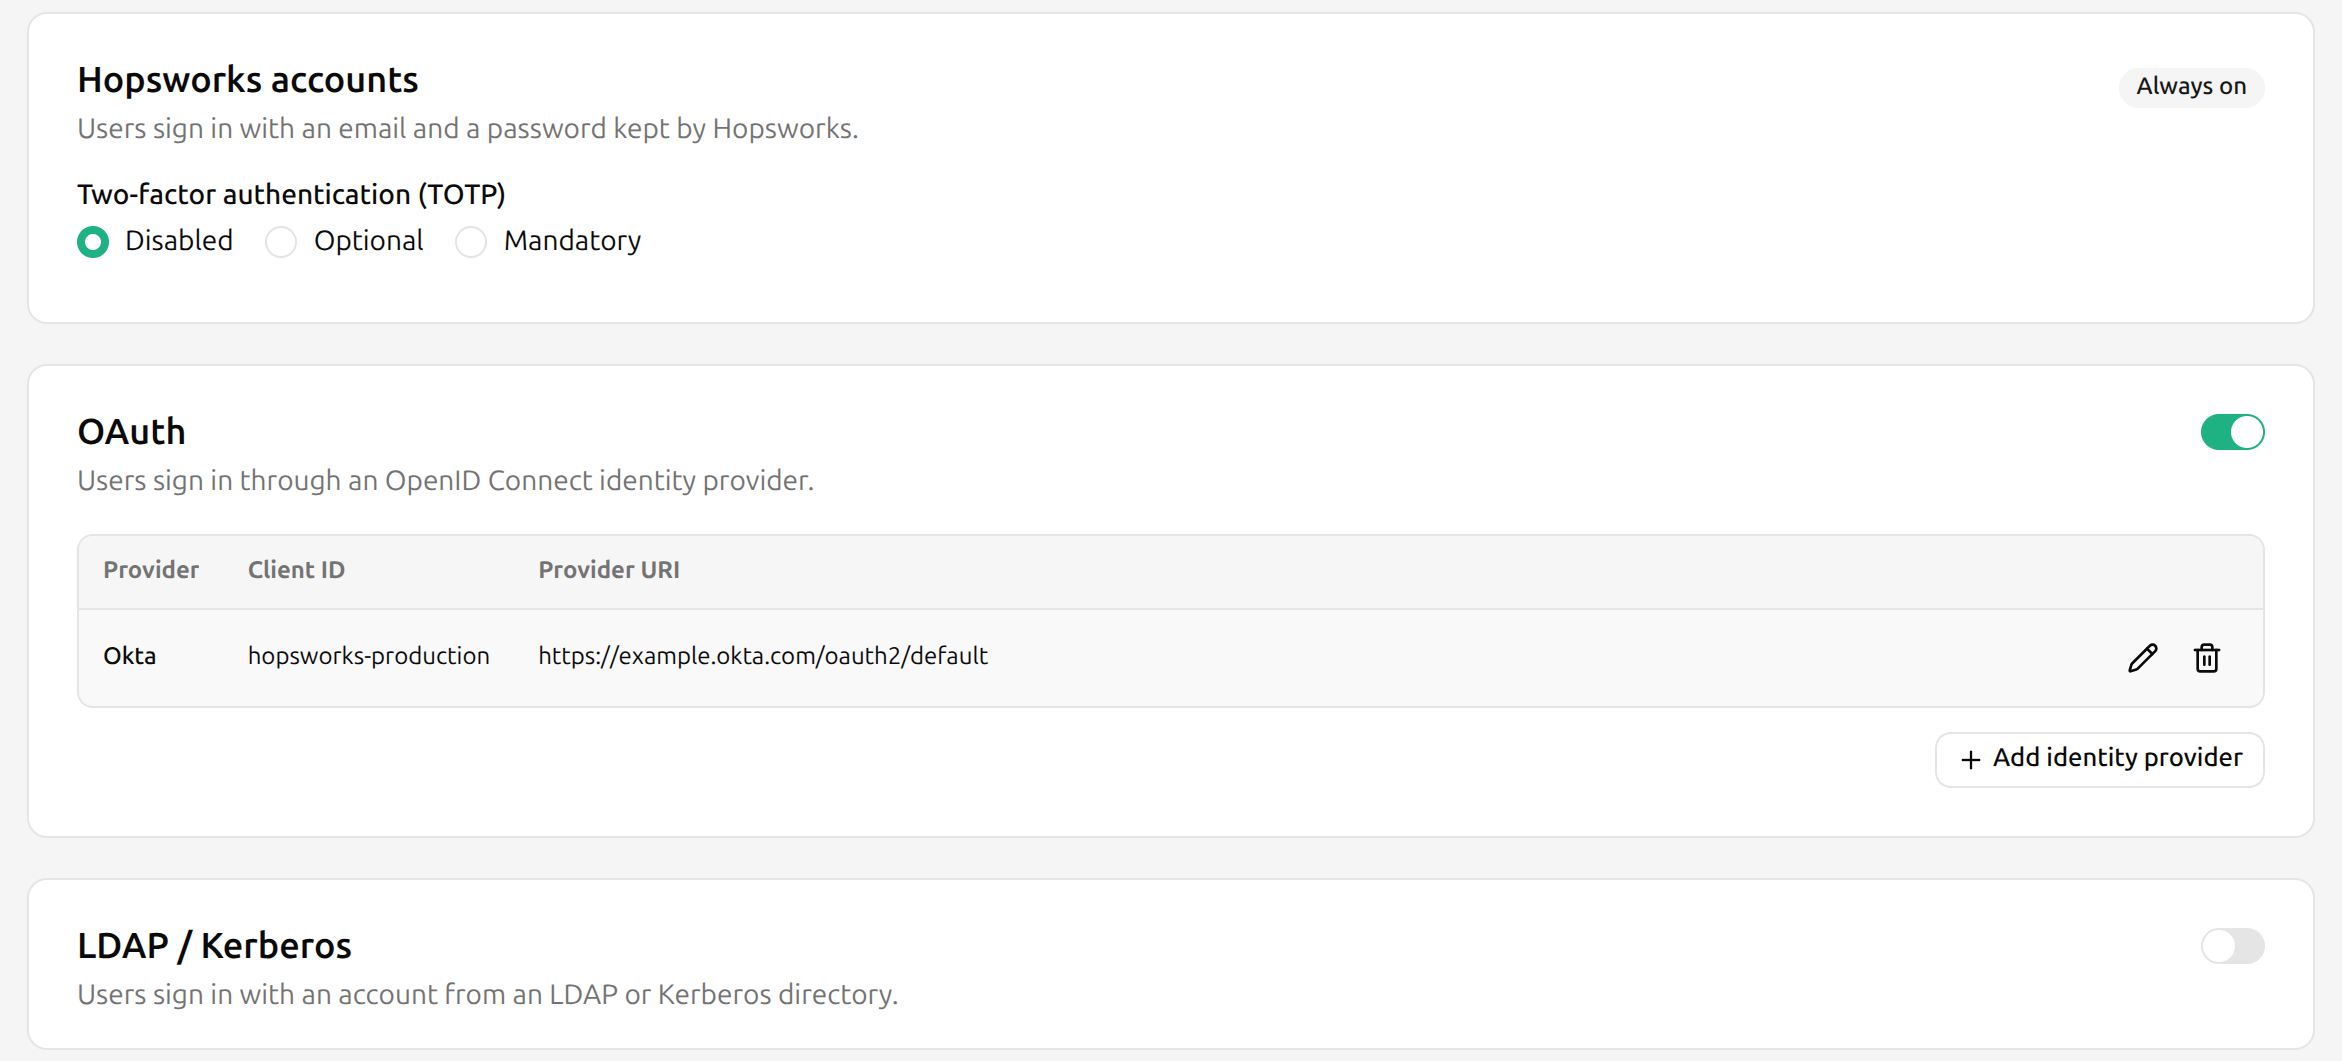 Hopsworks accounts
Always on
Users sign in with an email and a password kept by Hopsworks.
Two-factor authentication (TOTP)
Disabled Optional Mandatory
OAuth
Users sign in through an OpenID Connect identity provider.
Provider Client ID Provider URI
Okta hopsworks-production https://example.okta.com/oauth2/default
+ Add identity provider
LDAP / Kerberos
Users sign in with an account from an LDAP or Kerberos directory.